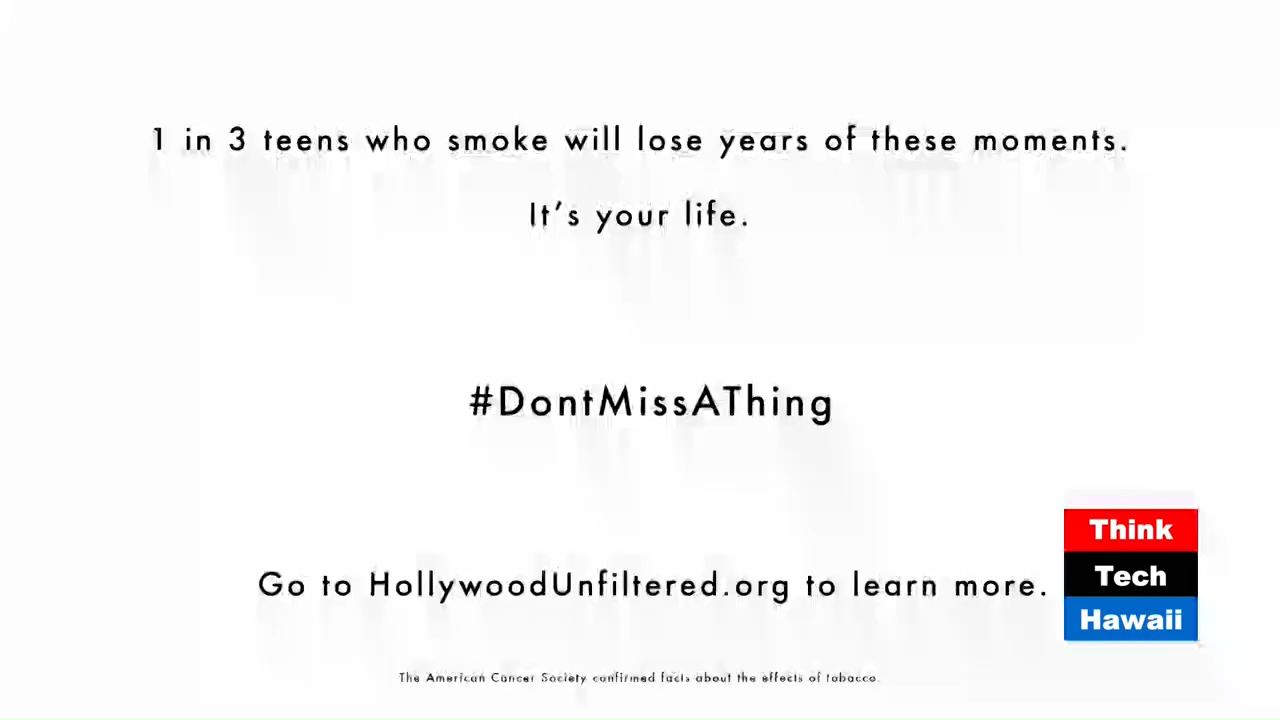 1 in 3 teens who smoke will lose years of these moments.
It's your life.
#DontMissAThing
Go to HollywoodUnfiltered.org to learn more.
Think
Tech
Hawaii
The American Cancer Society confirmed facts about the effects of tobacco.